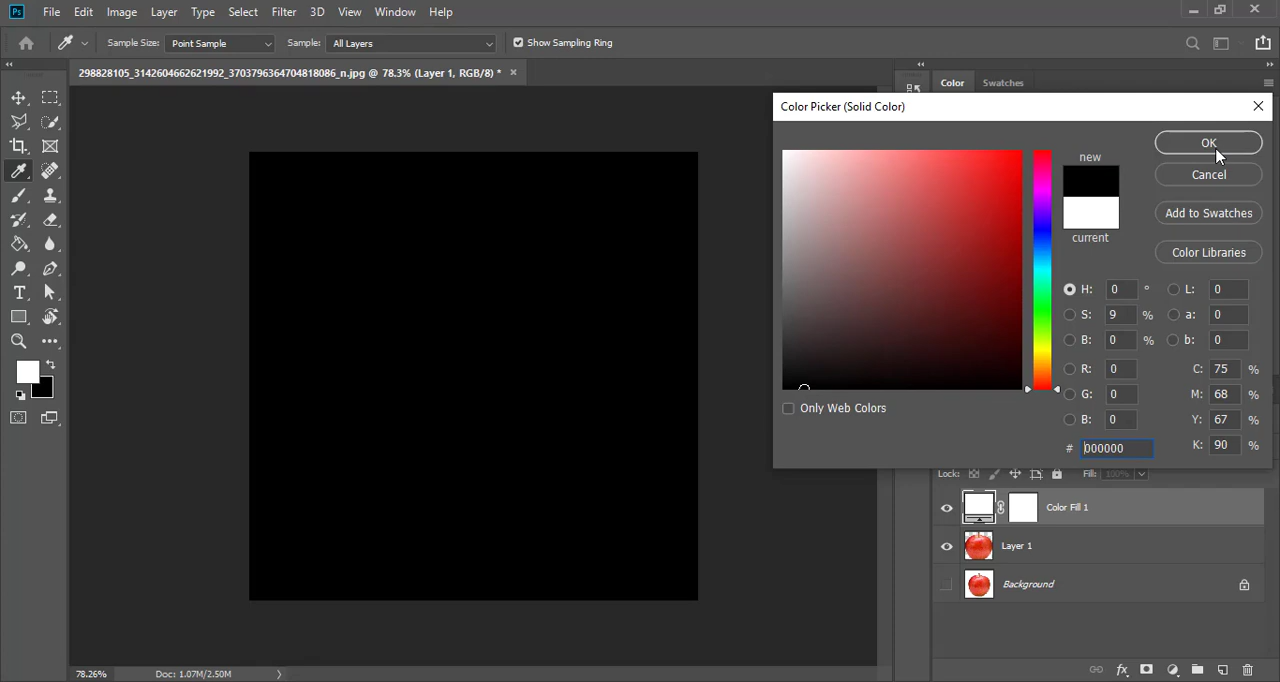 Ps File Edit Image Layer Type Select Filter 3D View Window Help
Sample Size: Point Sample Sample: All Layers Show Sampling Ring
298828105_3142604662621992_3703796364704818086_n.jpg @ 78.3% (Layer 1, RGB/8) * Color Swatches
Color Picker (Solid Color)
OK
new
Cancel
Add to Swatches
current
Color Libraries
H: 0 ° L: 0
S: 9 % a: 0
B: 0 % b: 0
R: 0 C: 75 %
G: 0 M: 68 %
B: 0 Y: 67 %
Only Web Colors
# 000000 K: 90 %
Lock: Fill: 100%
Color Fill 1
Layer 1
Background
78.26% Doc: 1.07M/2.50M
fx